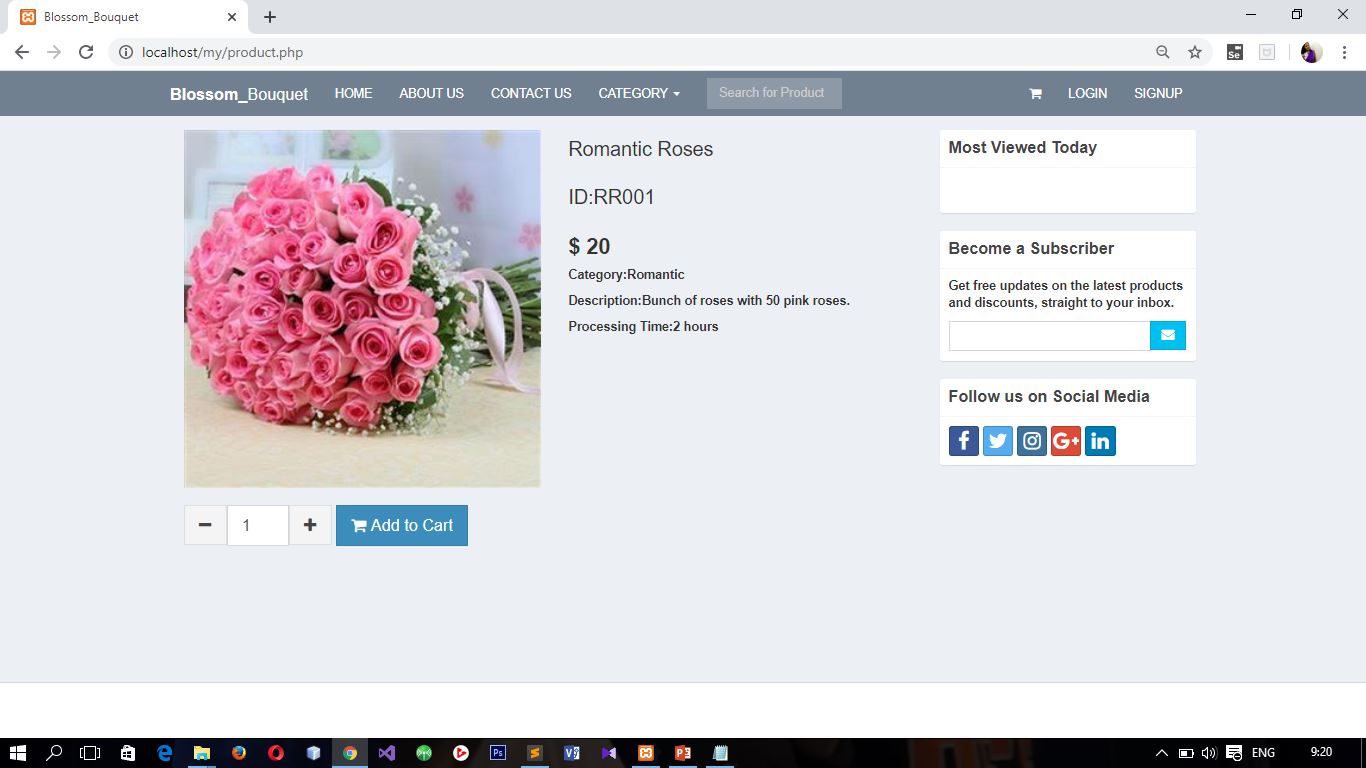 Blossom_Bouquet
localhost/my/product.php
Se
Blossom_Bouquet HOME ABOUT US CONTACT US CATEGORY Search for Product LOGIN SIGNUP
Romantic Roses
ID:RR001
$ 20
Category:Romantic
Description:Bunch of roses with 50 pink roses.
Processing Time:2 hours
1
Add to Cart
Most Viewed Today
Become a Subscriber
Get free updates on the latest products
and discounts, straight to your inbox.
Follow us on Social Media
f G+ in
Ps
ENG
9:20